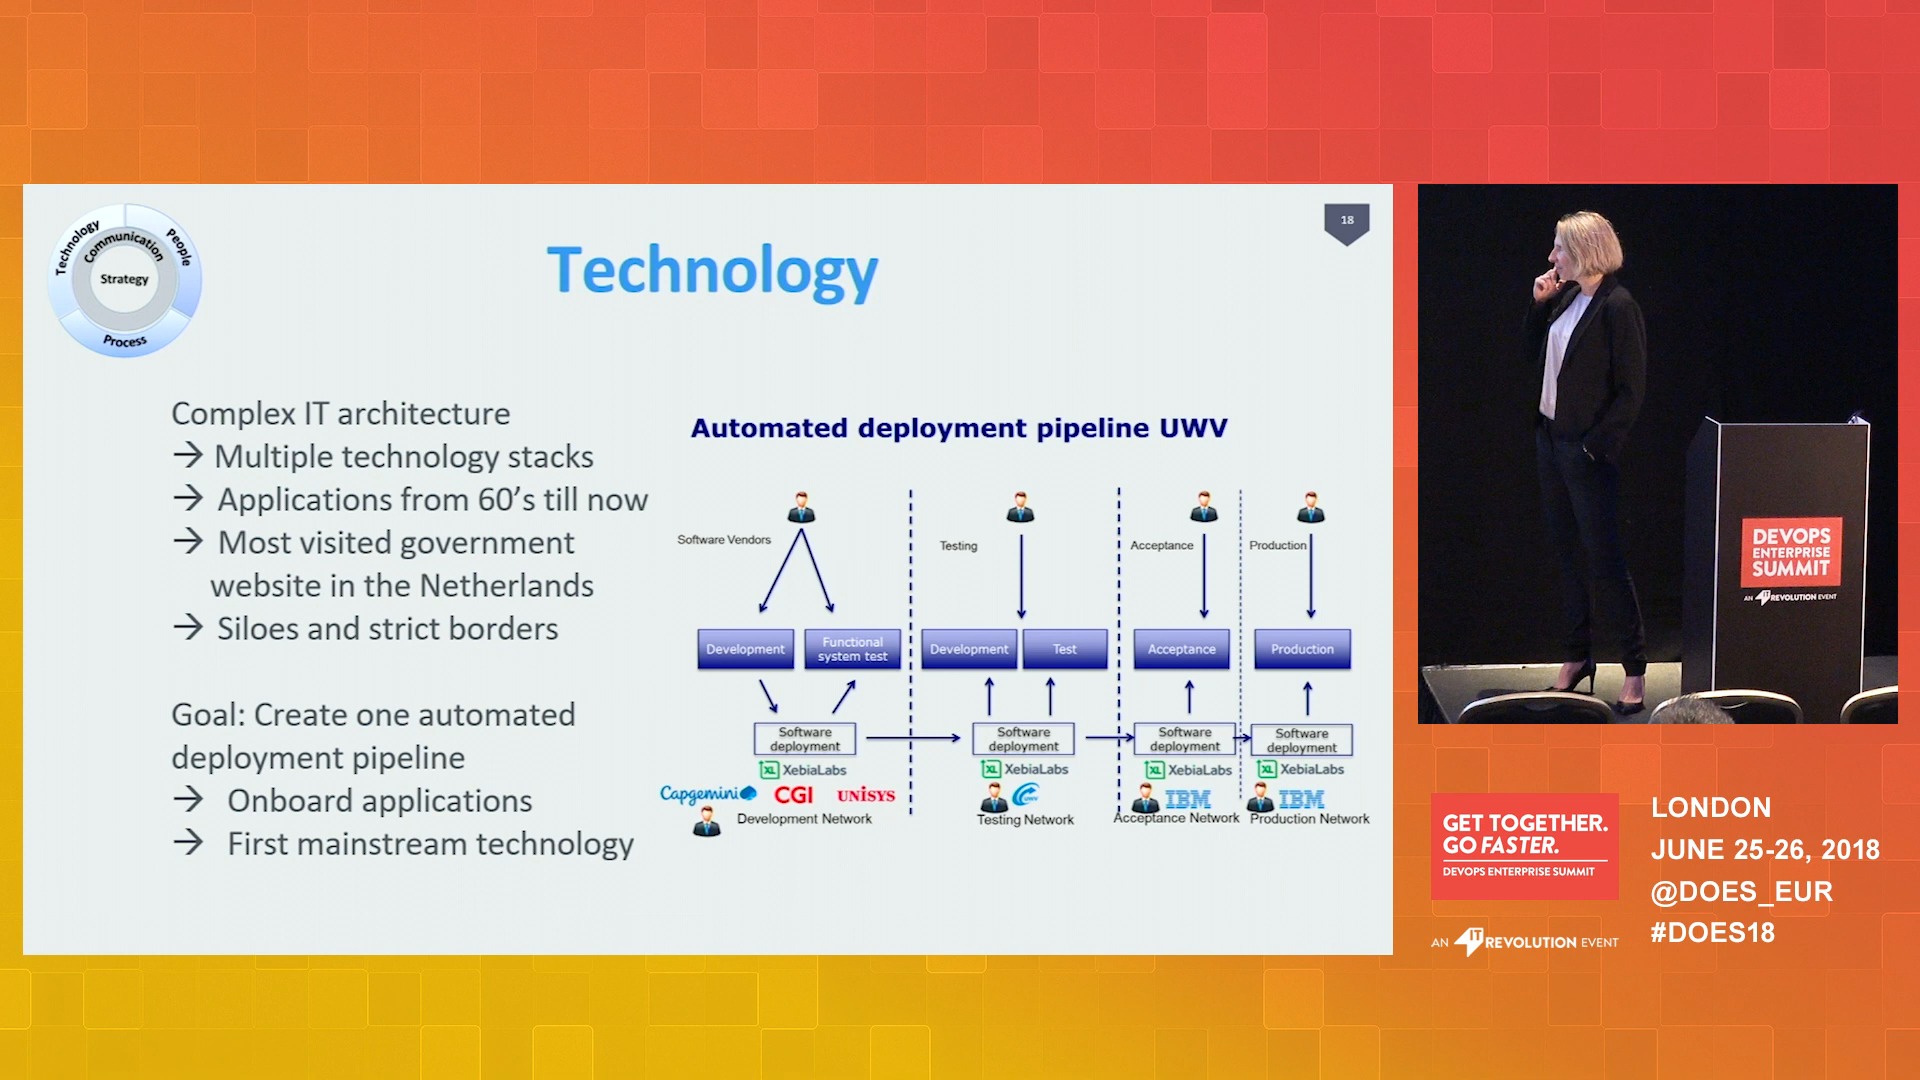 18
Technology
Communication
People
Strategy
Process
Technology
Complex IT architecture
→ Multiple technology stacks
→ Applications from 60's till now
→ Most visited government
website in the Netherlands
→ Siloes and strict borders
Goal: Create one automated
deployment pipeline
→ Onboard applications
→ First mainstream technology
Automated deployment pipeline UWV
Software Vendors
Testing
Acceptance
Production
Development
Functional
system test
Development
Test
Acceptance
Production
Software
deployment
Software
deployment
Software
deployment
Software
deployment
XL XebiaLabs
XL XebiaLabs
XL XebiaLabs
XL XebiaLabs
Capgemini
CGI
UNISYS
UWV
IBM
IBM
Development Network
Testing Network
Acceptance Network
Production Network
DEVOPS
ENTERPRISE
SUMMIT
AN IT REVOLUTION EVENT
GET TOGETHER.
GO FASTER.
DEVOPS ENTERPRISE SUMMIT
AN IT REVOLUTION EVENT
LONDON
JUNE 25-26, 2018
@DOES_EUR
#DOES18